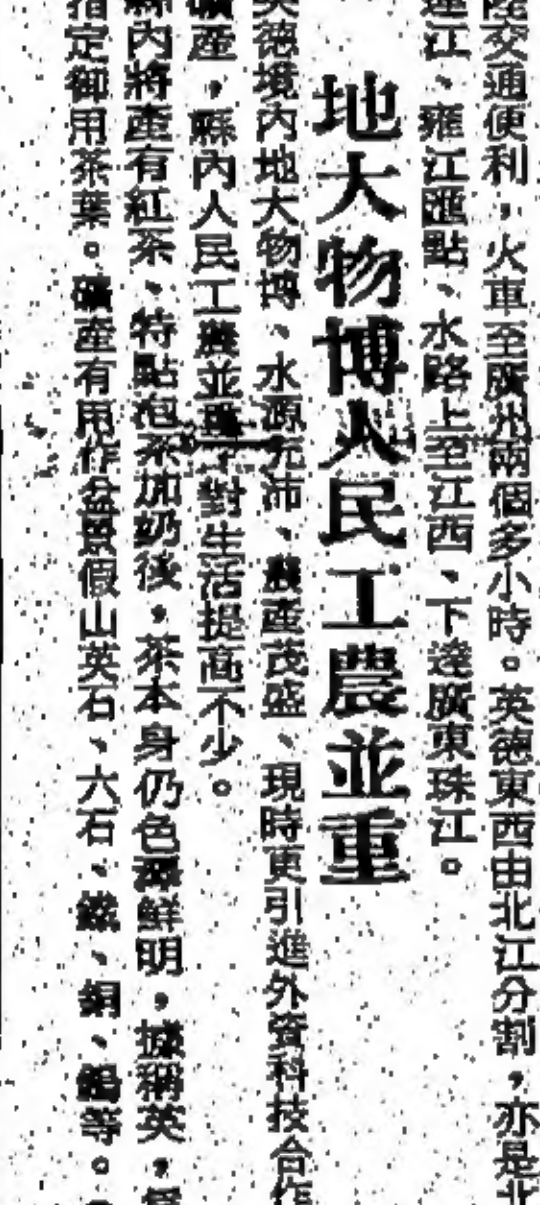 陸交通便利，火車至廣州兩個多小時。英德東西由北江分割，亦是北
連江、雍江匯點、水路上至江西、下達廣東珠江。
地大物博人民工農並重
英德境内地大物博、水源充沛、農產茂盛、現時更引進外資科技合作
礦產，縣内人民工農並重，對生活提高不少。
縣内將產有紅茶、特點泡茶加奶後，茶本身仍色澤鮮明，據稱英，
指定御用茶葉。礦產有用作盆景假山英石、六石、鐵、銅、鎢等。